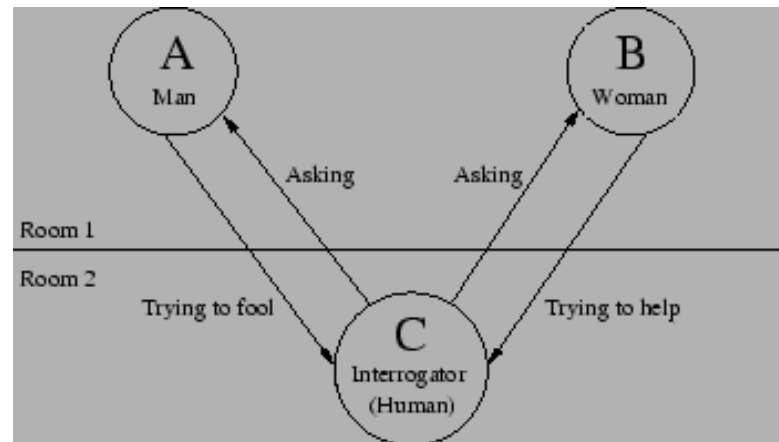 A
Man
B
Woman
Asking
Asking
Room 1
Room 2
Trying to fool
Trying to help
C
Interrogator
(Human)